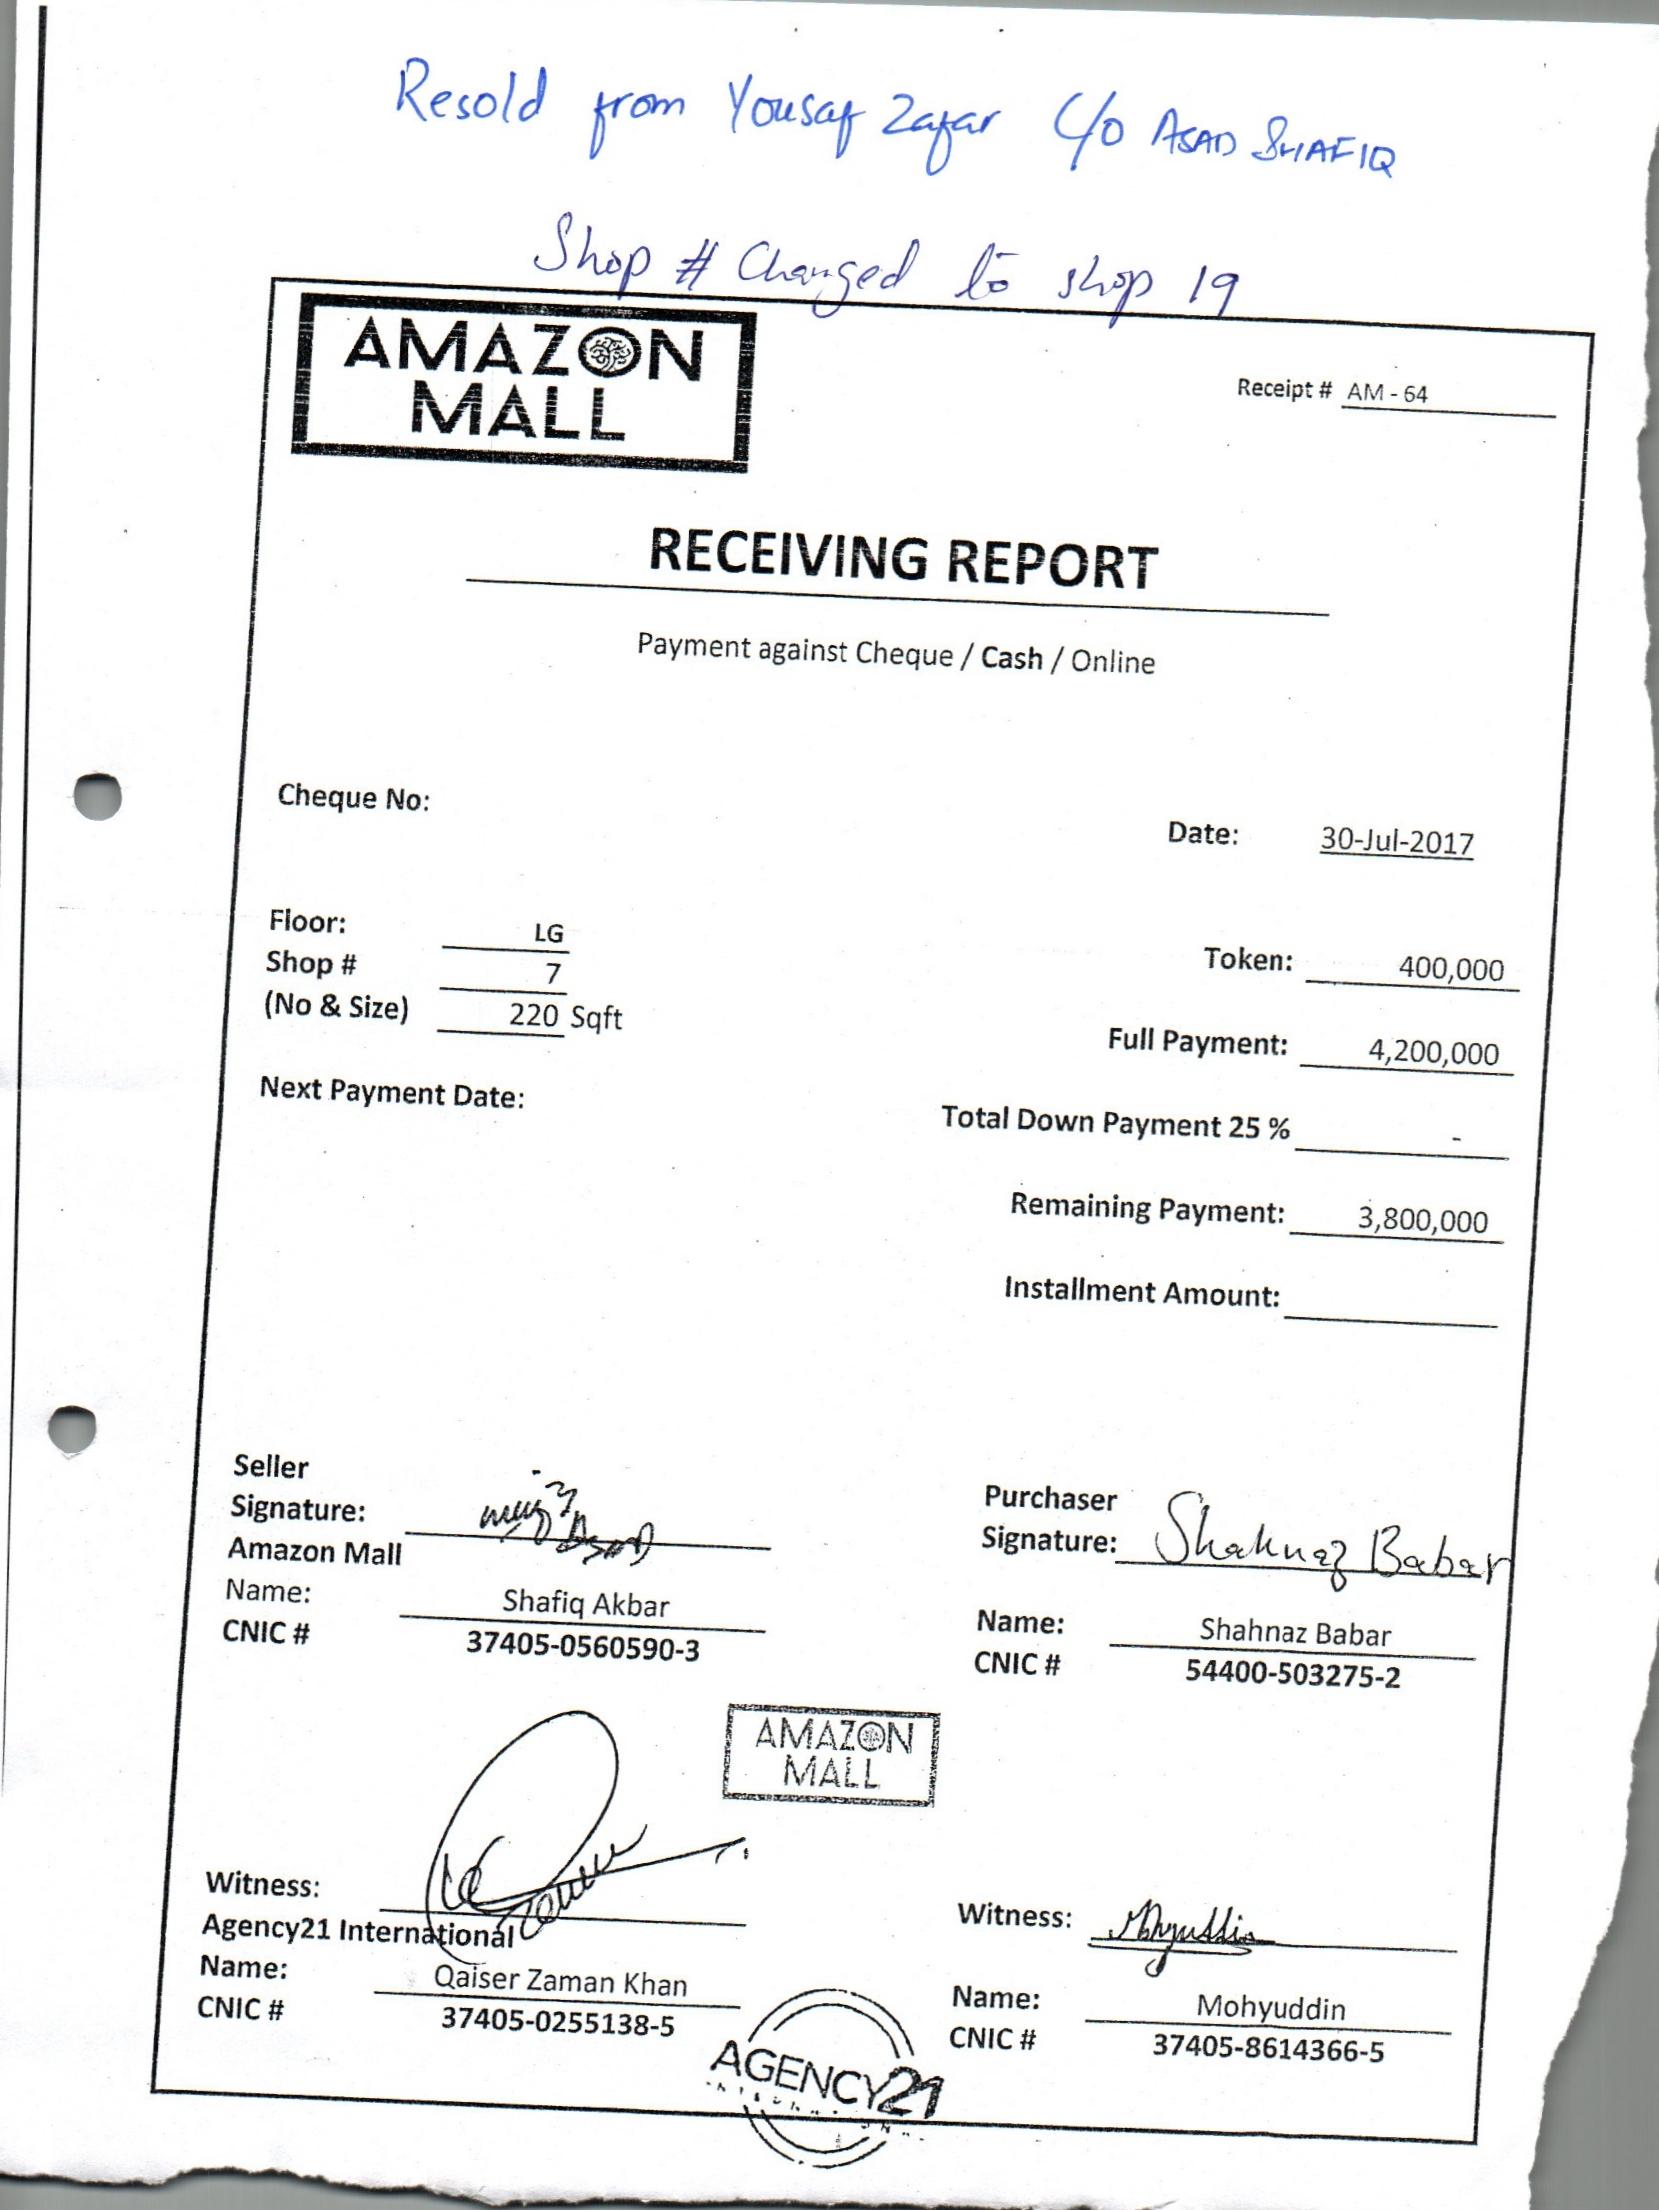 Resold from Yousaf Zafar C/O ASAD SHAFIQ
Shop # Changed to shop 19
AMAZON
MALL
Receipt # AM - 64
RECEIVING REPORT
Payment against Cheque / Cash / Online
Cheque No:
Date: 30-Jul-2017
Floor: LG
Shop # 7
(No & Size) 220 Sqft
Token: 400,000
Full Payment: 4,200,000
Next Payment Date:
Total Down Payment 25 % -
Remaining Payment: 3,800,000
Installment Amount:
Seller
Signature:
Amazon Mall
Name: Shafiq Akbar
CNIC # 37405-0560590-3
Purchaser
Signature: Shahnaz Babar
Name: Shahnaz Babar
CNIC # 54400-503275-2
AMAZON
MALL
Witness:
Agency21 International
Name: Qaiser Zaman Khan
CNIC # 37405-0255138-5
Witness: Mohyuddin
Name: Mohyuddin
CNIC # 37405-8614366-5
AGENCY21